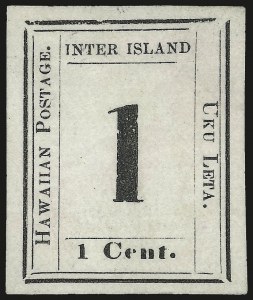 INTER ISLAND
HAWAIIAN POSTAGE.
1
UKU LETA.
1 Cent.